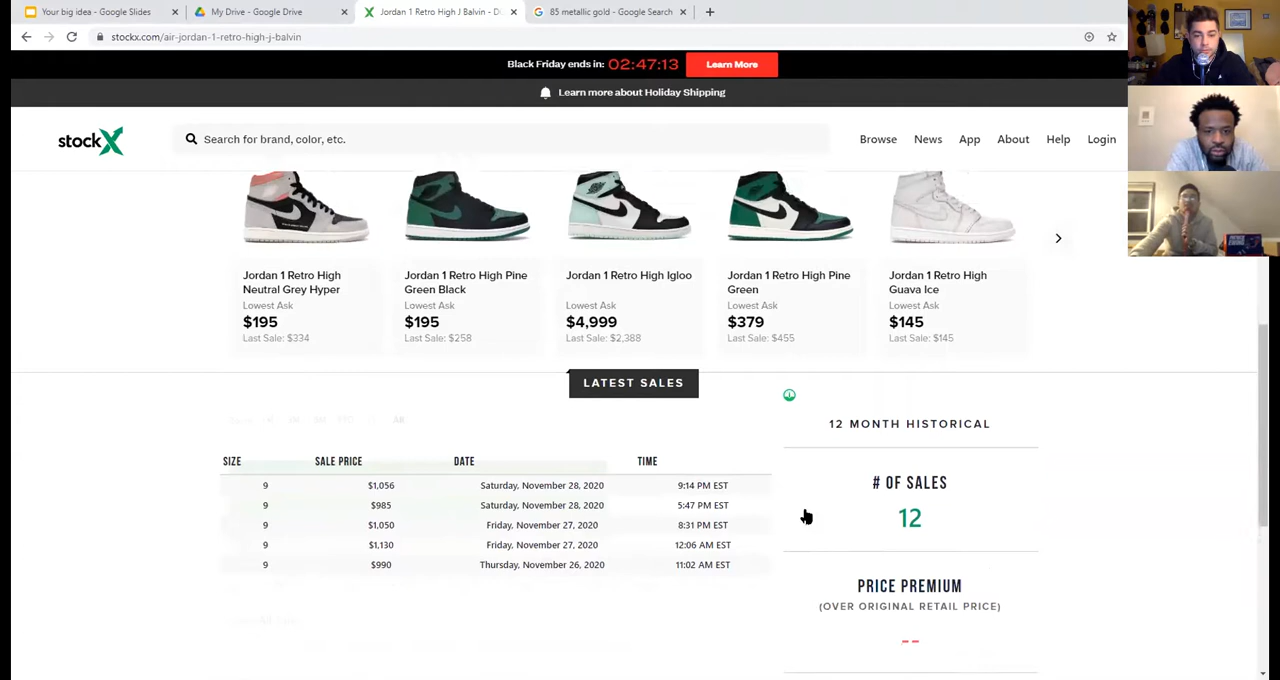 Your big idea - Google Slides
My Drive - Google Drive
Jordan 1 Retro High J Balvin - D
85 metallic gold - Google Search
stockx.com/air-jordan-1-retro-high-j-balvin
Black Friday ends in: 02:47:13 Learn More
Learn more about Holiday Shipping
stockX
Search for brand, color, etc.
Browse News App About Help Login
Jordan 1 Retro High Neutral Grey Hyper
Lowest Ask
$195
Last Sale: $334
Jordan 1 Retro High Pine Green Black
Lowest Ask
$195
Last Sale: $258
Jordan 1 Retro High Igloo
Lowest Ask
$4,999
Last Sale: $2,388
Jordan 1 Retro High Pine Green
Lowest Ask
$379
Last Sale: $455
Jordan 1 Retro High Guava Ice
Lowest Ask
$145
Last Sale: $145
LATEST SALES
SIZE SALE PRICE DATE TIME
9 $1,056 Saturday, November 28, 2020 9:14 PM EST
9 $985 Saturday, November 28, 2020 5:47 PM EST
9 $1,050 Friday, November 27, 2020 8:31 PM EST
9 $1,130 Friday, November 27, 2020 12:06 AM EST
9 $990 Thursday, November 26, 2020 11:02 AM EST
12 MONTH HISTORICAL
# OF SALES
12
PRICE PREMIUM
(OVER ORIGINAL RETAIL PRICE)
--